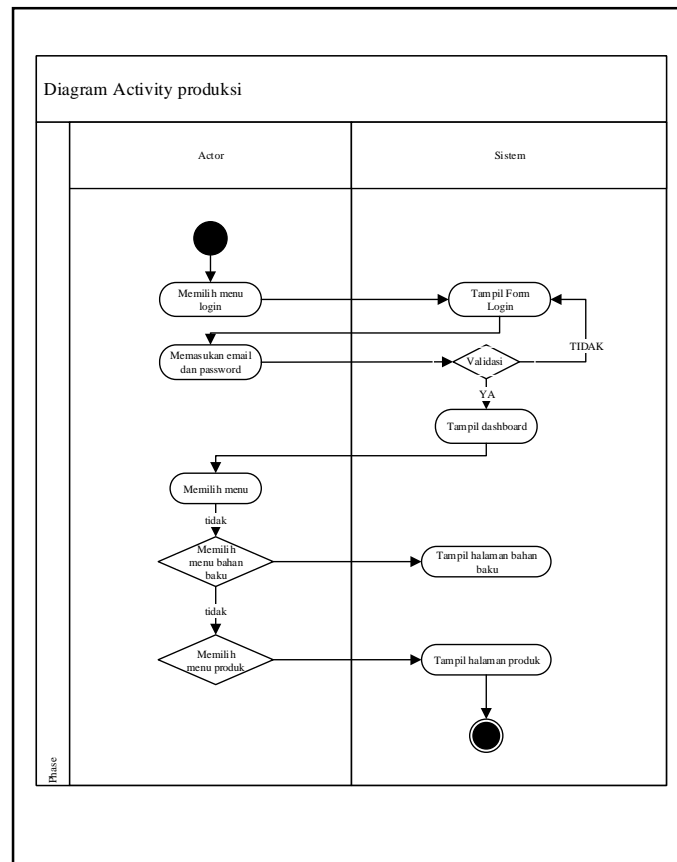 Diagram Activity produksi
Actor
Sistem
Memilih menu
login
Tampil Form
Login
Memasukan email
dan password
Validasi
TIDAK
YA
Tampil dashboard
Memilih menu
tidak
Memilih
menu bahan
baku
Tampil halaman bahan
baku
tidak
Memilih
menu produk
Tampil halaman produk
Phase